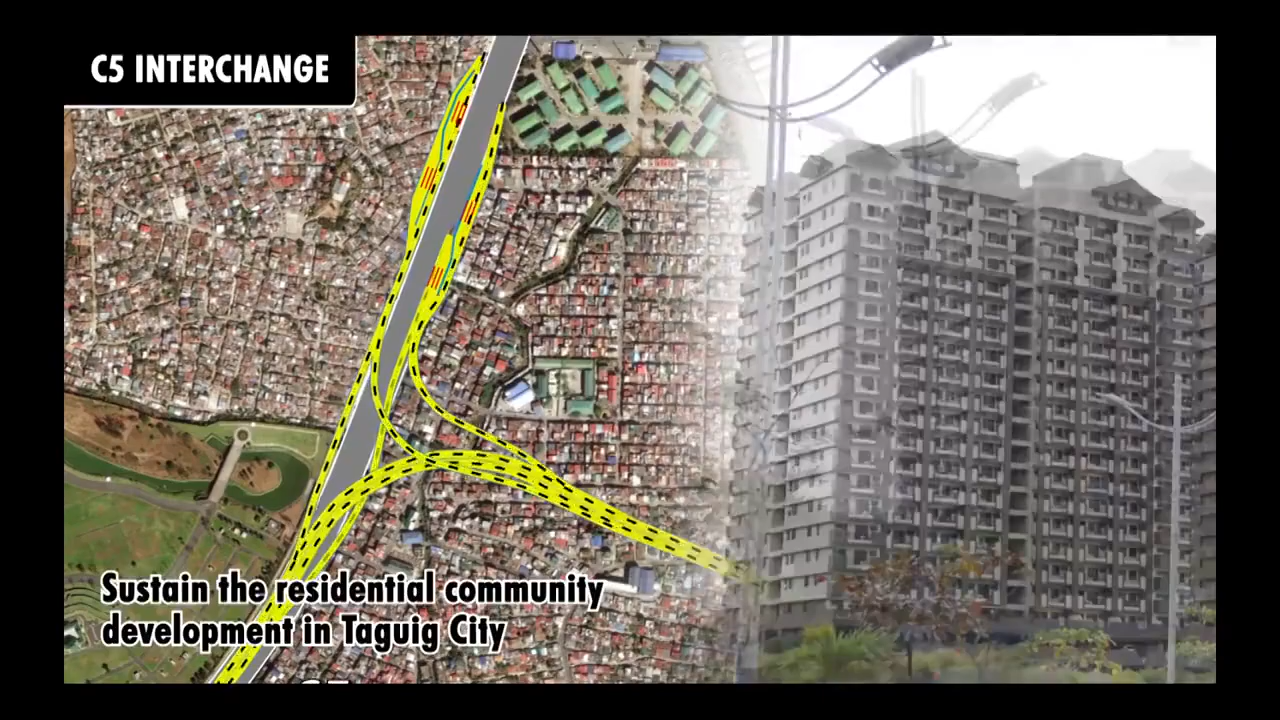 C5 INTERCHANGE
Sustain the residential community
development in Taguig City